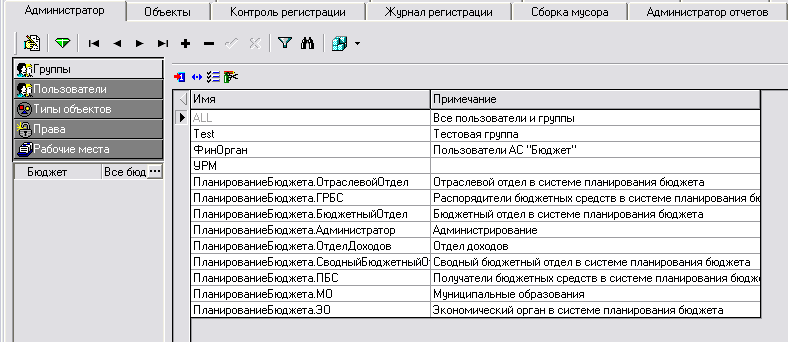 Администратор Объекты Контроль регистрации Журнал регистрации Сборка мусора Администратор отчетов
Группы
Пользователи
Типы объектов
Права
Рабочие места
Бюджет Все бюд ...
Имя Примечание
ALL Все пользователи и группы
Test Тестовая группа
ФинОрган Пользователи АС "Бюджет"
УРМ
ПланированиеБюджета.ОтраслевойОтдел Отраслевой отдел в системе планирования бюджета
ПланированиеБюджета.ГРБС Распорядители бюджетных средств в системе планирования бю
ПланированиеБюджета.БюджетныйОтдел Бюджетный отдел в системе планирования бюджета
ПланированиеБюджета.Администратор Администрирование
ПланированиеБюджета.ОтделДоходов Отдел доходов
ПланированиеБюджета.СводныйБюджетныйО Сводный бюджетный отдел в системе планирования бюджета
ПланированиеБюджета.ПБС Получатели бюджетных средств в системе планирования бюдже
ПланированиеБюджета.МО Муниципальные образования
ПланированиеБюджета.ЭО Экономический орган в системе планирования бюджета